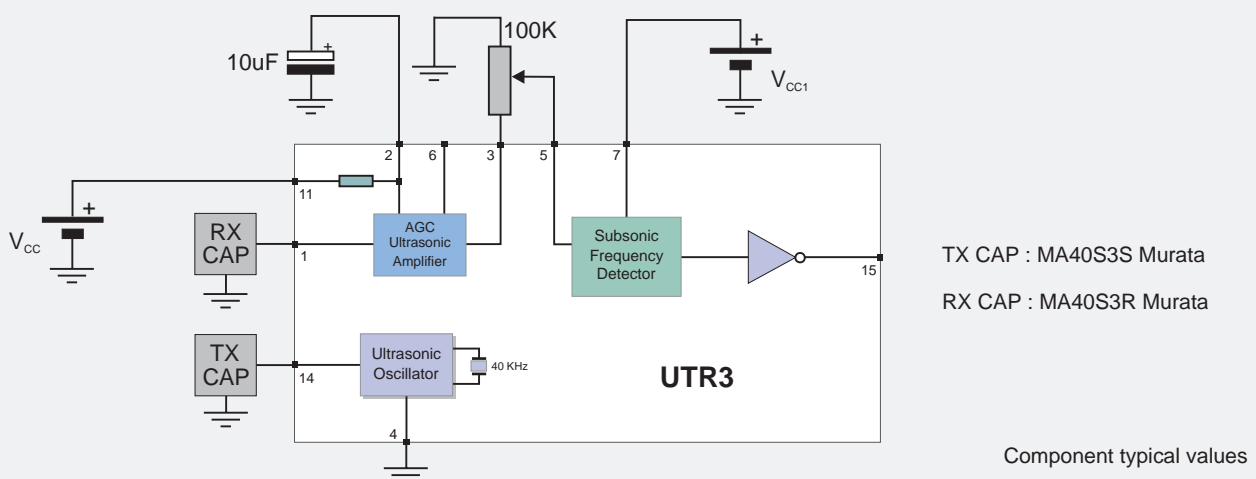 100K
10uF
+
+
V CC1
2
6
3
5
7
11
+
V CC
RX
CAP
1
AGC
Ultrasonic
Amplifier
Subsonic
Frequency
Detector
15
TX CAP : MA40S3S Murata
RX CAP : MA40S3R Murata
TX
CAP
14
Ultrasonic
Oscillator
40 KHz
UTR3
4
Component typical values